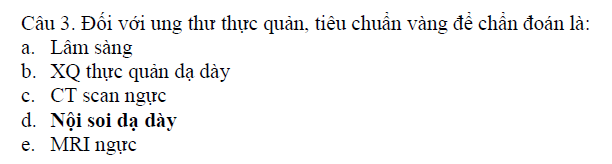 Câu 3. Đối với ung thư thực quản, tiêu chuẩn vàng để chẩn đoán là:
a. Lâm sàng
b. XQ thực quản dạ dày
c. CT scan ngực
d. Nội soi dạ dày
e. MRI ngực